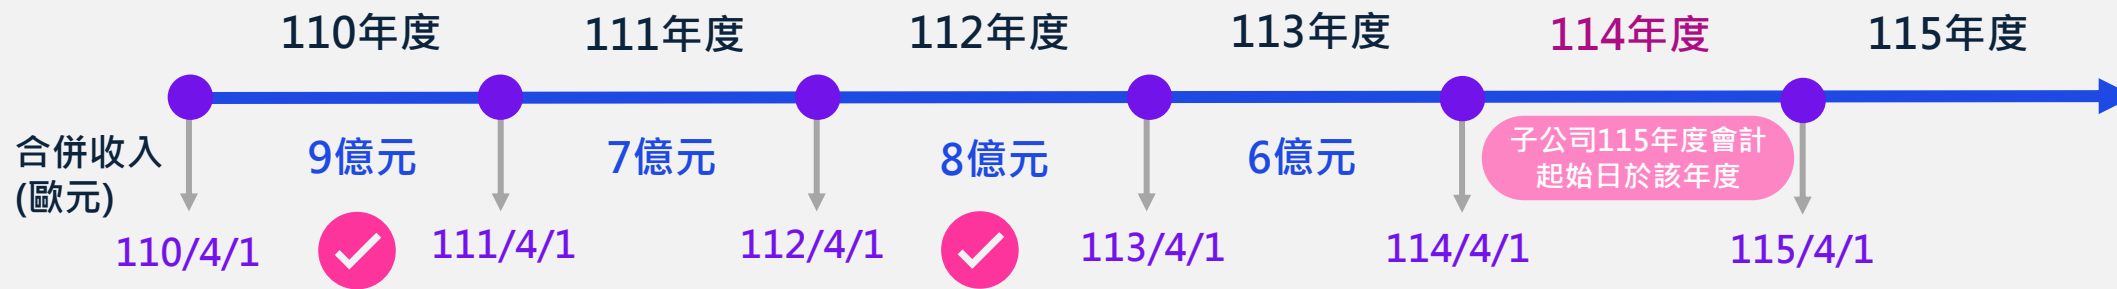 110年度
111年度
112年度
113年度
114年度
115年度
合併收入
(歐元)
9億元
7億元
8億元
6億元
子公司115年度會計
起始日於該年度
110/4/1
111/4/1
112/4/1
113/4/1
114/4/1
115/4/1